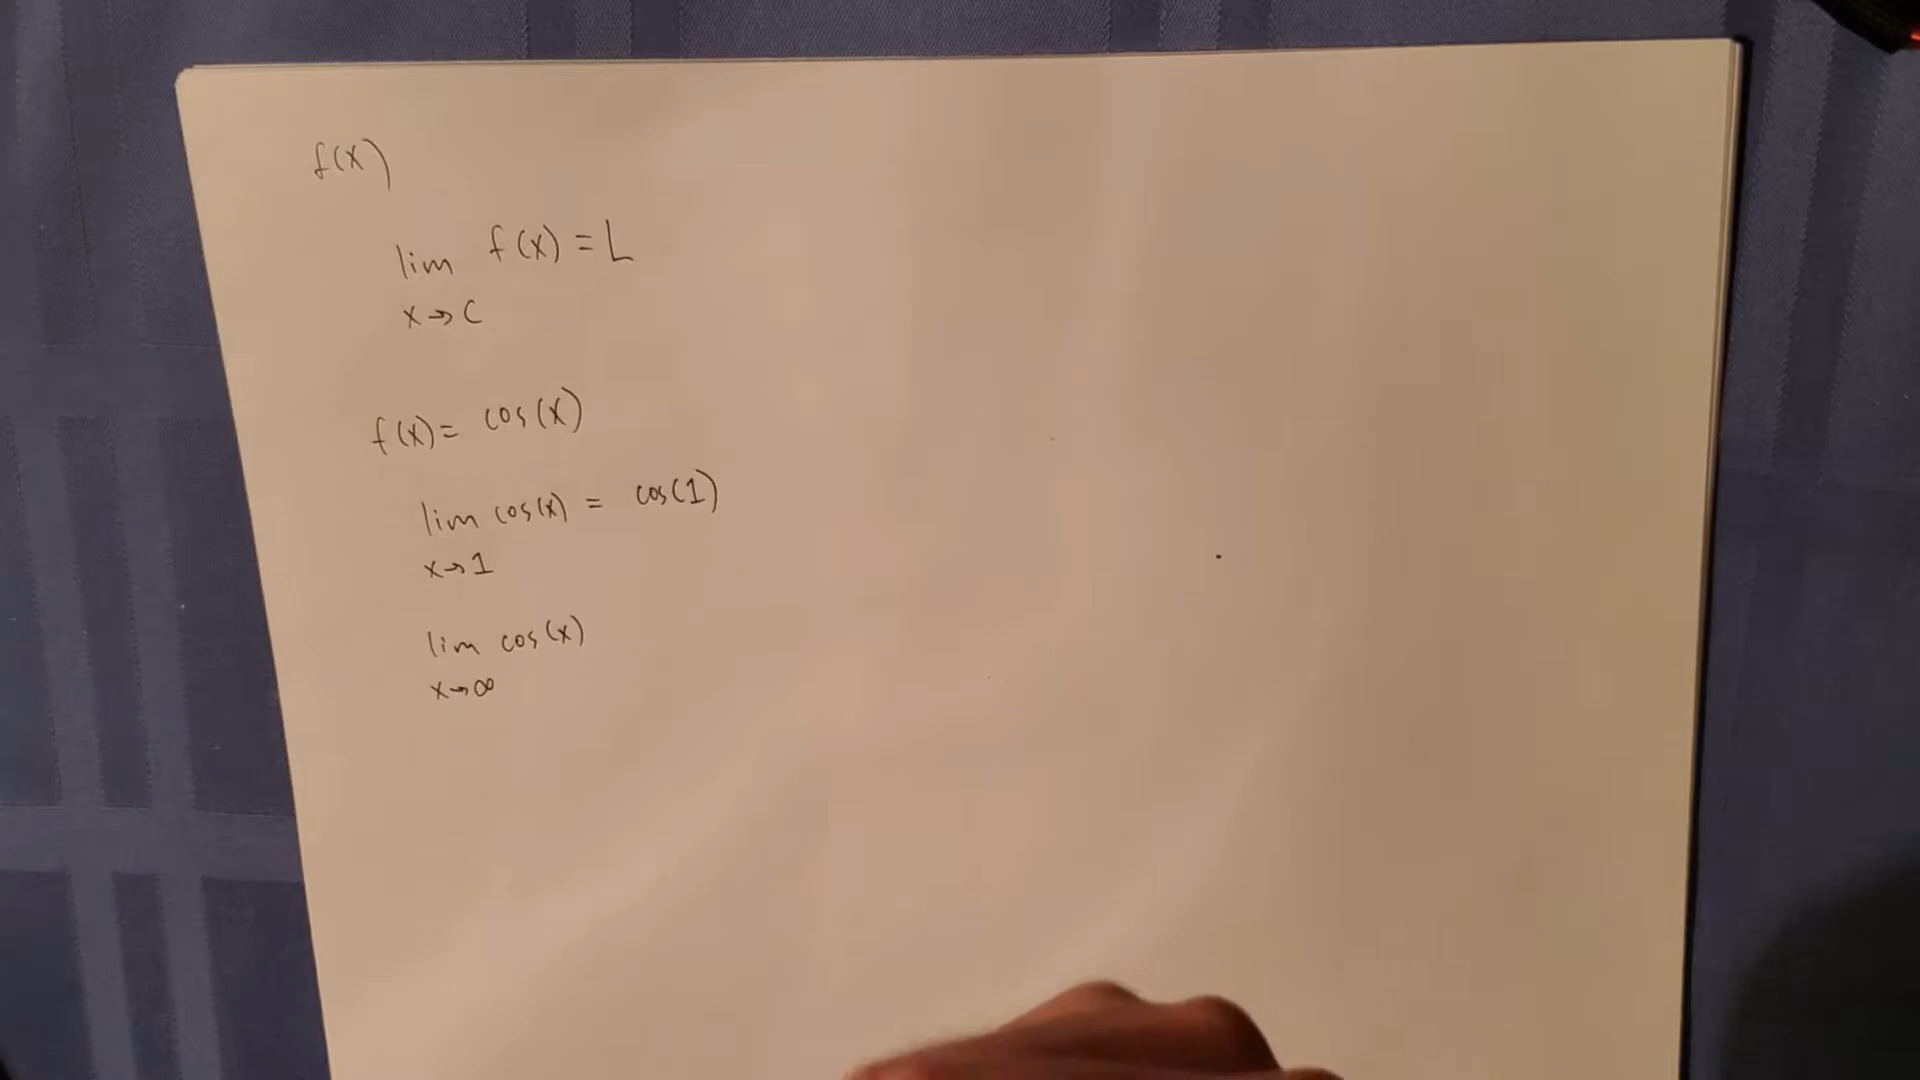 f(x)
lim f(x) = L
x→C
f(x) = cos(x)
lim cos(x) = cos(1)
x→1
lim cos(x)
x→∞